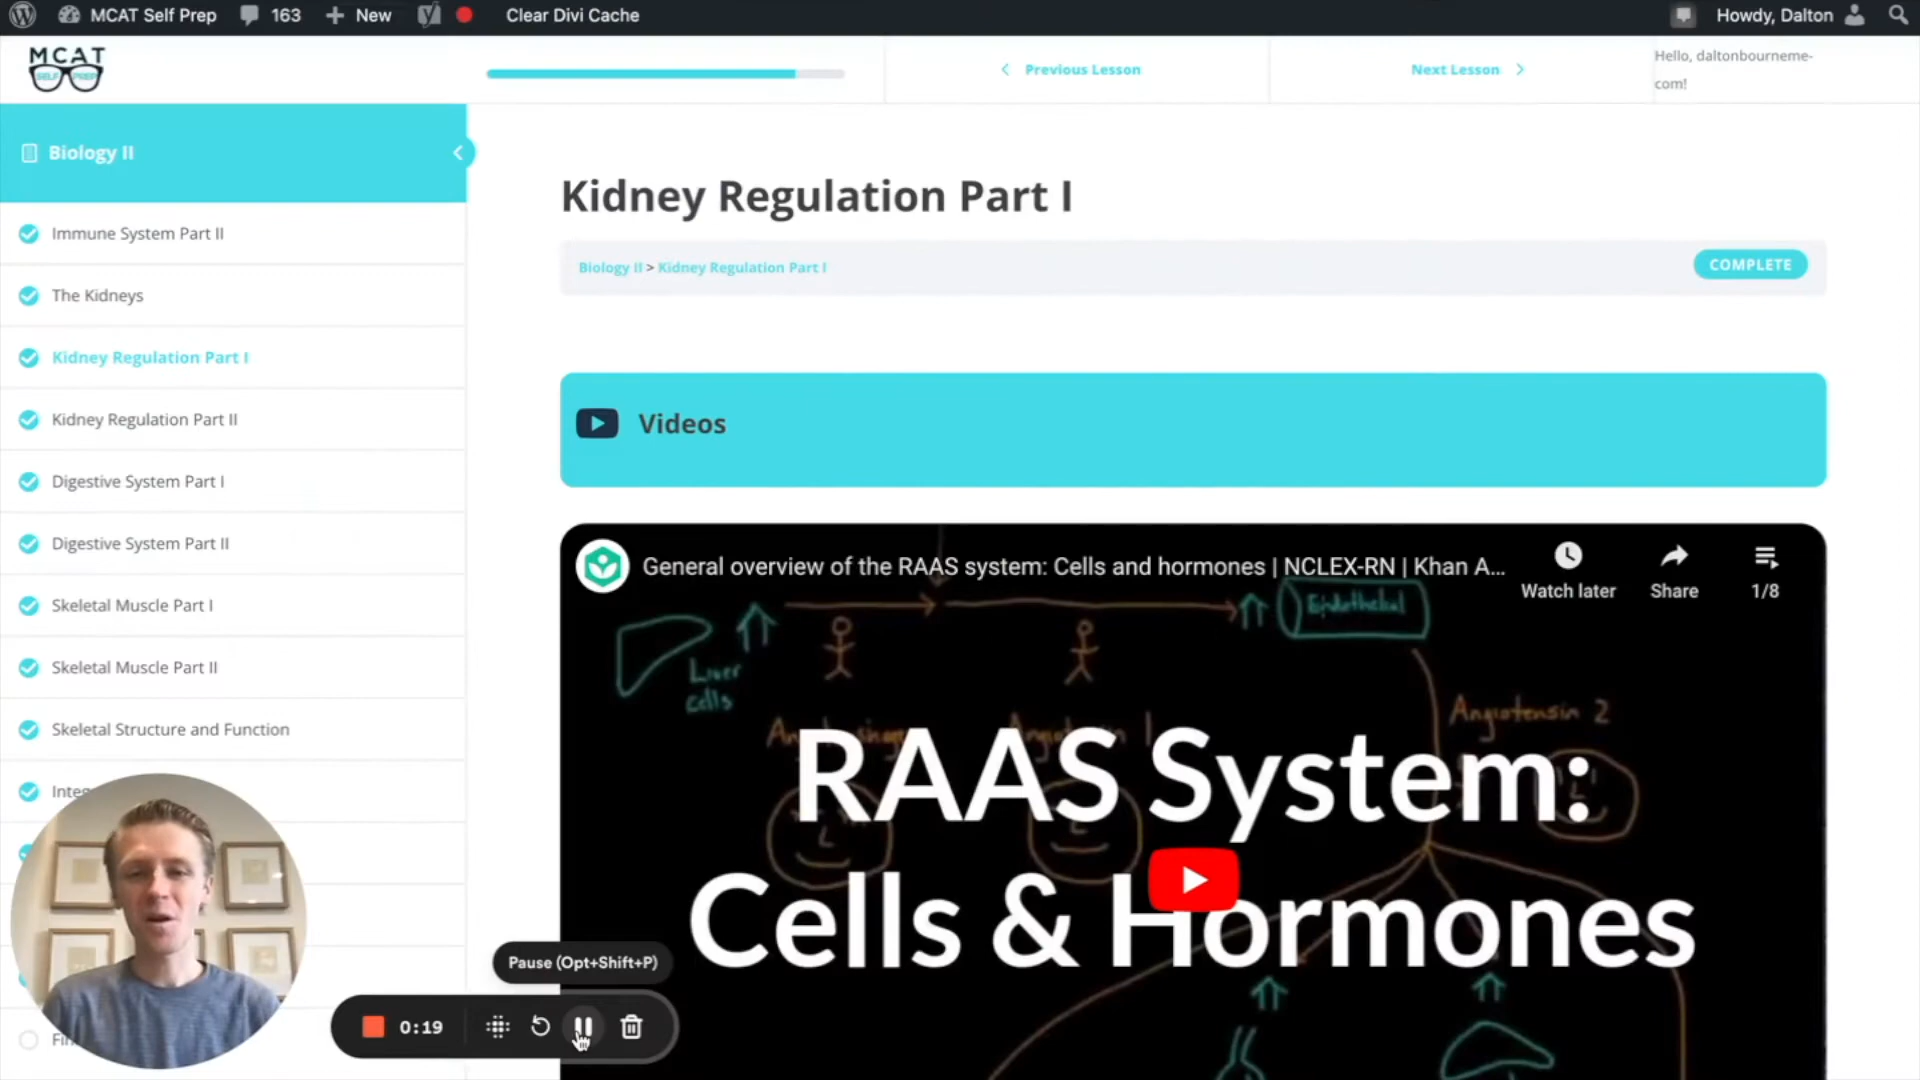 MCAT Self Prep
163
New
Clear Divi Cache
Howdy, Dalton
MCAT
SELF PREP
Previous Lesson
Next Lesson
Hello, daltonbourneme-
com!
Biology II
Immune System Part II
The Kidneys
Kidney Regulation Part I
Kidney Regulation Part II
Digestive System Part I
Digestive System Part II
Skeletal Muscle Part I
Skeletal Muscle Part II
Skeletal Structure and Function
Kidney Regulation Part I
Biology II > Kidney Regulation Part I
COMPLETE
Videos
General overview of the RAAS system: Cells and hormones | NCLEX-RN | Khan A...
Watch later
Share
1/8
Endothelial
Liver
cells
Angiotensin 2
RAAS System:
Cells & Hormones
Pause (Opt+Shift+P)
0:19